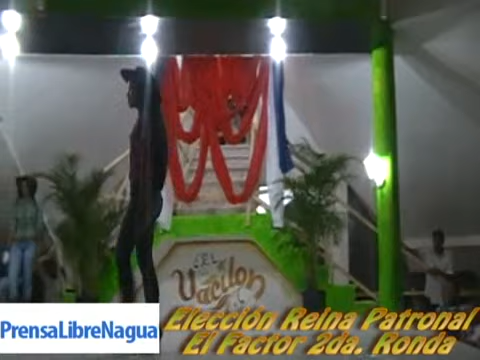 EL
Vacilon
PrensaLibreNagua
Elección Reina Patronal
El Factor 2da. Ronda